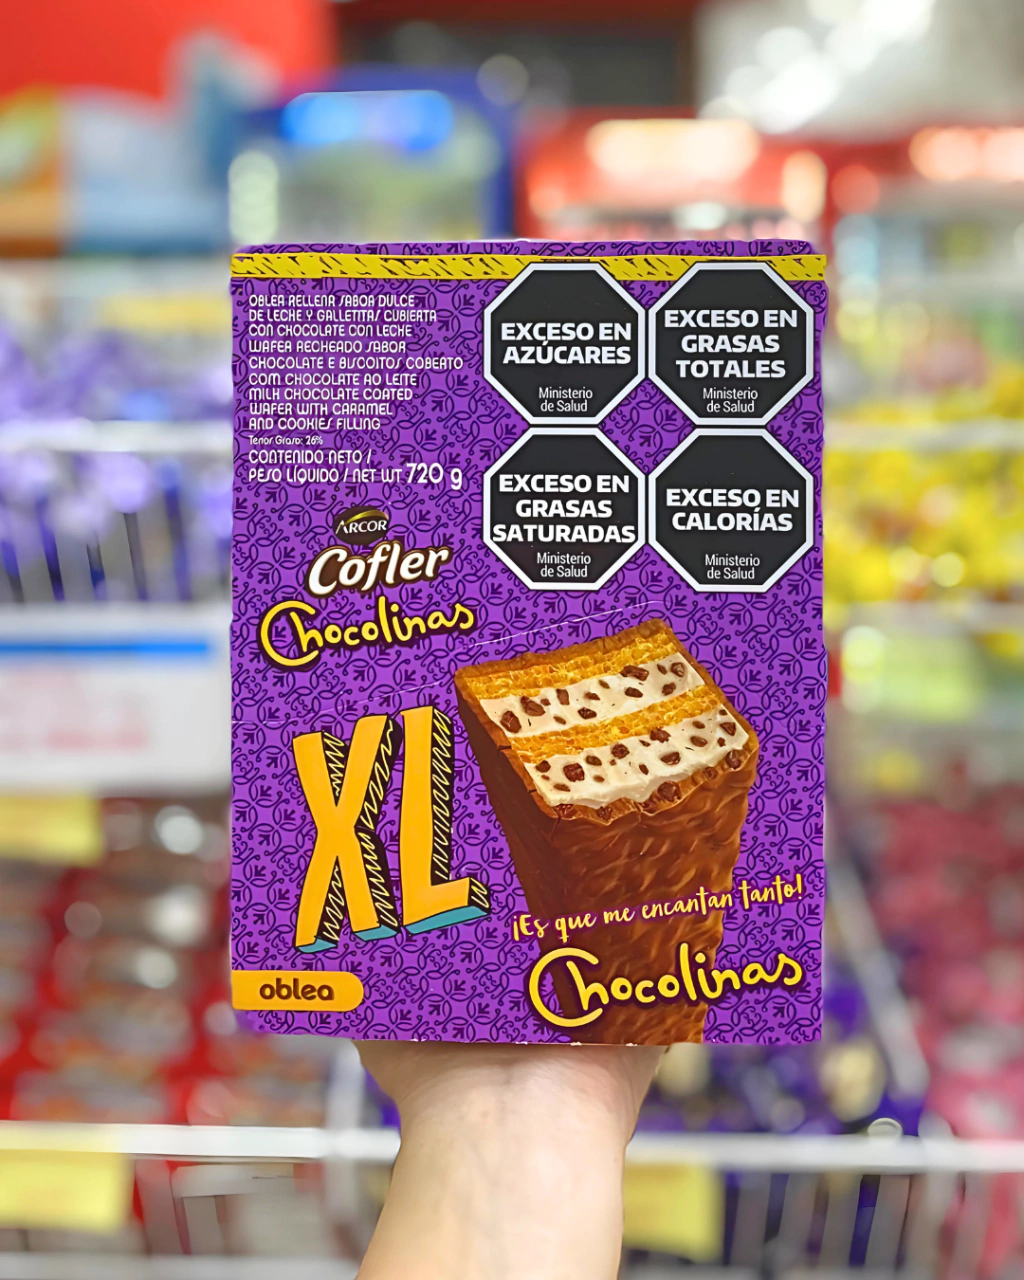 OBLEA RELLENA SABOR DULCE
DE LECHE Y GALLETITAS CUBIERTA
CON CHOCOLATE CON LECHE
WAFER RECHEADO SABOR
CHOCOLATE E BISCOITOS COBERTO
COM CHOCOLATE AO LEITE
MILK CHOCOLATE COATED
WAFER WITH CARAMEL
AND COOKIES FILLING
Tenor Graso: 26%
CONTENIDO NETO /
PESO LÍQUIDO / NET WT 720 g
EXCESO EN
AZÚCARES
Ministerio
de Salud
EXCESO EN
GRASAS
TOTALES
Ministerio
de Salud
EXCESO EN
GRASAS
SATURADAS
Ministerio
de Salud
EXCESO EN
CALORÍAS
Ministerio
de Salud
ARCOR
Cofler
Chocolinas
XL
¡Es que me encantan tanto!
Chocolinas
oblea